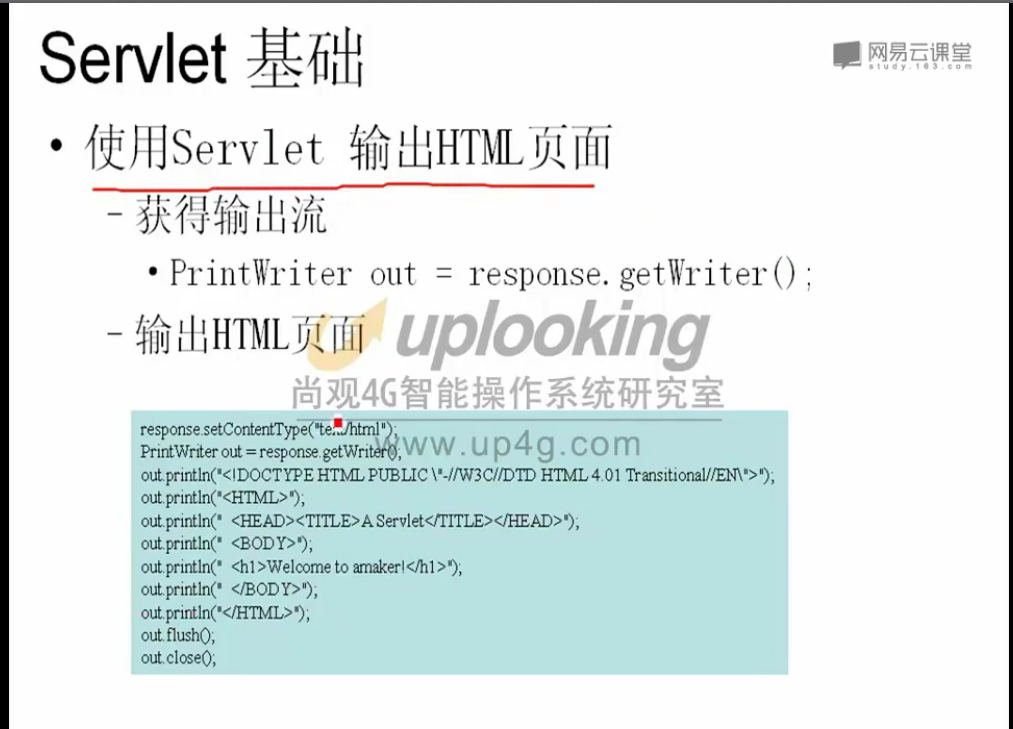 Servlet 基础
网易云课堂
study.163.com
• 使用Servlet 输出HTML页面
– 获得输出流
• PrintWriter out = response.getWriter();
– 输出HTML页面
uplooking
尚观4G智能操作系统研究室
www.up4g.com
response.setContentType("text/html");
PrintWriter out = response.getWriter();
out.println("<!DOCTYPE HTML PUBLIC \"-//W3C//DTD HTML 4.01 Transitional//EN\">");
out.println("<HTML>");
out.println("  <HEAD><TITLE>A Servlet</TITLE></HEAD>");
out.println("  <BODY>");
out.println("  <h1>Welcome to amaker!</h1>");
out.println("  </BODY>");
out.println("</HTML>");
out.flush();
out.close();